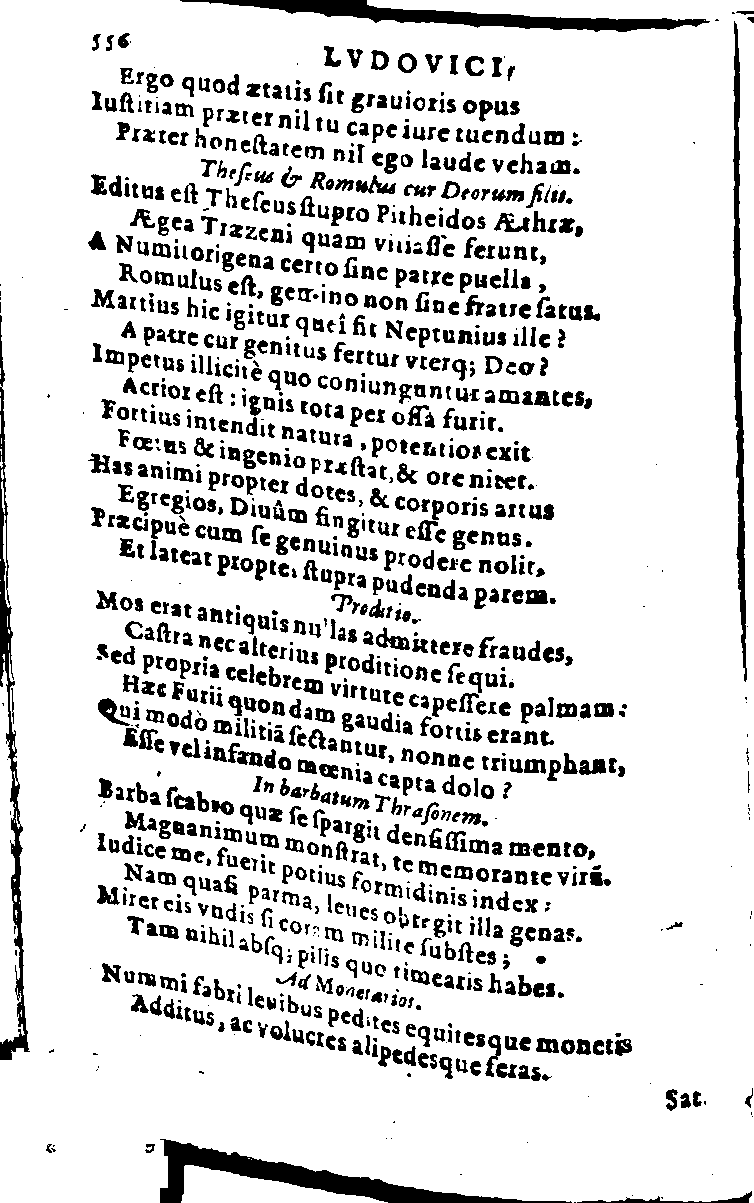 556
LVDOVICI,
Ergo quod ætatis ſit grauioris opus
Iuſtitiam præter nil tu cape iure tuendum :
Præter honeſtatem nil ego laude veham.
Theſeus & Romulus cur Deorum filii.
Editus eſt Theſeus ſtupro Pitheidos Æthræ,
Ægea Træzeni quam vitiaſſe ferunt,
A Numitorigena certo ſine patre puella ,
Romulus eſt, gemino non ſine fratre ſatus.
Martius hic igitur queî fit Neptunius ille ?
A patre cur genitus fertur vterq; Deo ?
Impetus illicitè quo coniunguntur amantes,
Acrior eſt : ignis tota per oſſa furit.
Fortius intendit natura , potentior exit
Fœtus & ingenio præſtat, & ore nitet.
Has animi propter dotes, & corporis artus
Egregios, Diuûm fingitur eſſe genus.
Præcipuè cum ſe genuinus prodere nolit,
Et lateat propter ſtupra pudenda parem.
Proditio.
Mos erat antiquis nullas admittere fraudes,
Caſtra nec alterius proditione ſequi.
Sed propria celebrem virtute capeſſere palmam :
Hæc Furii quondam gaudia fortis erant.
Qui modò militiã ſectantur, nonne triumphant,
Eſſe vel infando mœnia capta dolo ?
In barbatum Thraſonem.
Barba ſcabro quæ ſe ſpargit denſiſſima mento,
Magnanimum monſtrat, te memorante virũ.
Iudice me, fuerit potius formidinis index :
Nam quaſi parma, leues obtegit illa genas.
Mirer eis vndis ſi coram milite ſubſtes ;
Tam nihil abſq; pilis quo timearis habes.
Ad Monetarios.
Nummi fabri leuibus pedites equitesque monetis
Additus, ac volucres alipedesque feras.
Sat.